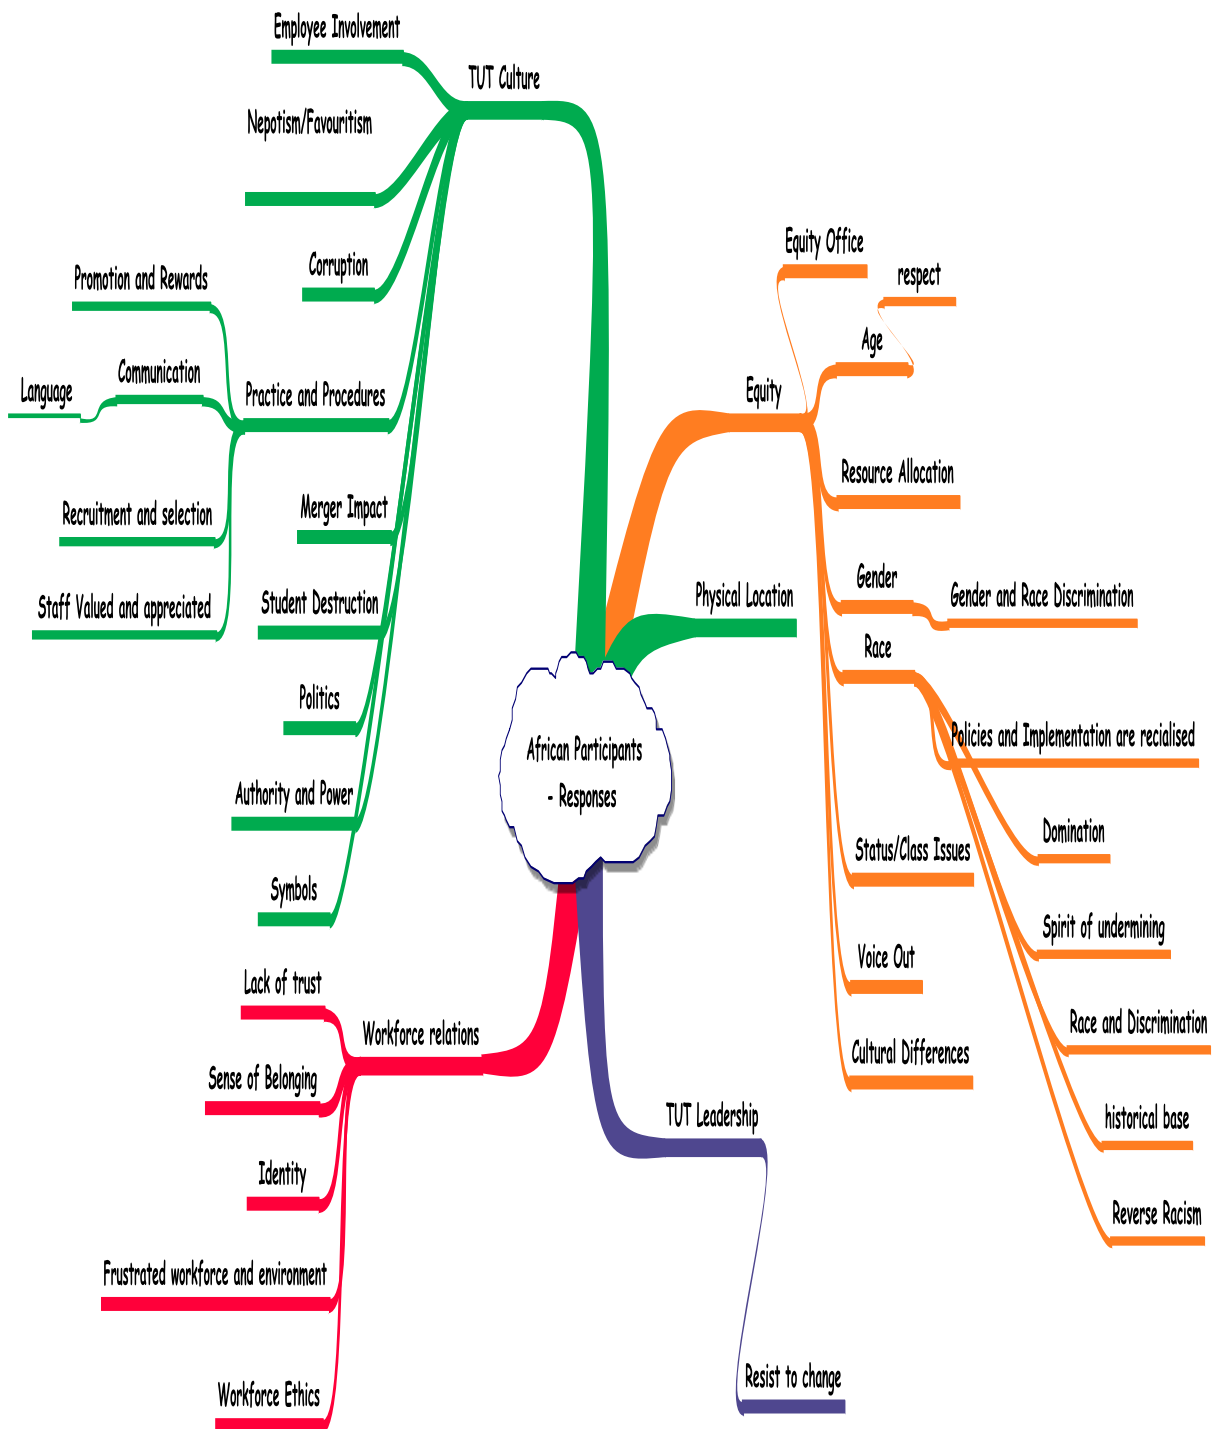 Employee Involvement
TUT Culture
Nepotism/Favouritism
Corruption
Promotion and Rewards
Communication
Language
Practice and Procedures
Recruitment and selection
Staff Valued and appreciated
Merger Impact
Student Destruction
Politics
Authority and Power
Symbols
Equity Office
respect
Age
Equity
Resource Allocation
Gender
Gender and Race Discrimination
Physical Location
Race
Policies and Implementation are recialised
African Participants
- Responses
Domination
Status/Class Issues
Spirit of undermining
Voice Out
Race and Discrimination
Cultural Differences
historical base
Reverse Racism
Lack of trust
Workforce relations
Sense of Belonging
Identity
Frustrated workforce and environment
Workforce Ethics
TUT Leadership
Resist to change